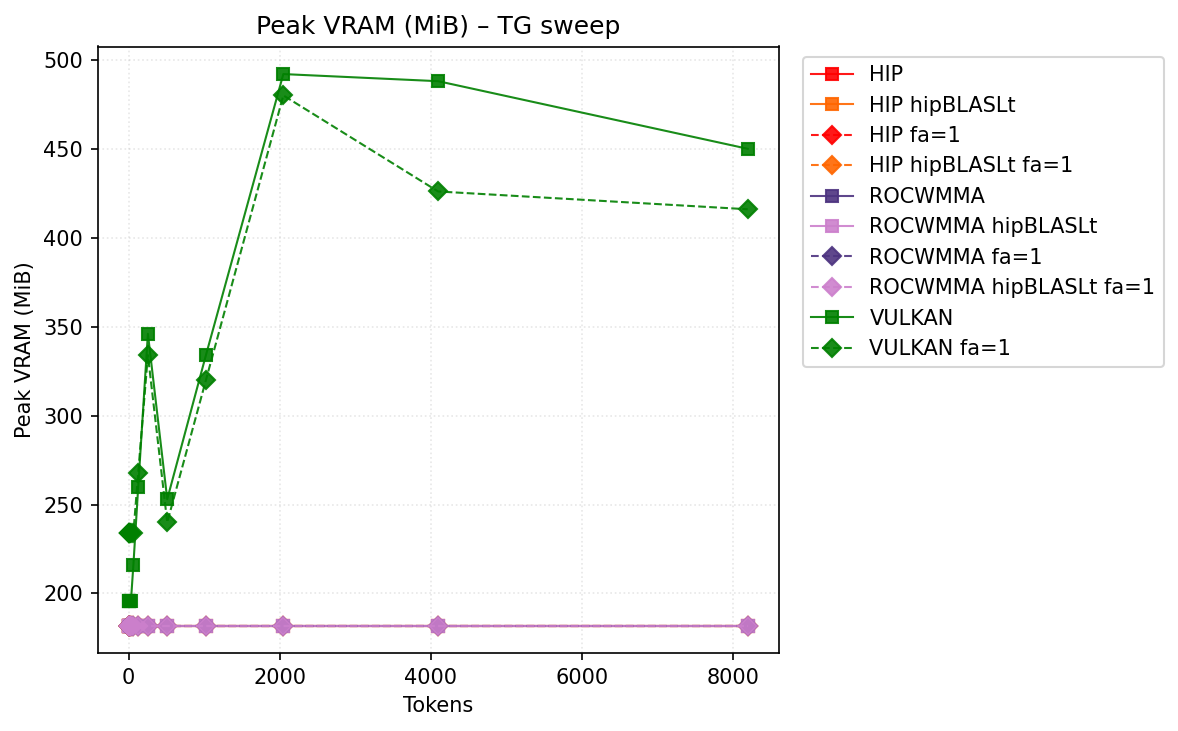 Peak VRAM (MiB) – TG sweep
500
450
400
350
300
250
200
Peak VRAM (MiB)
0
2000
4000
6000
8000
Tokens
HIP
HIP hipBLASLt
HIP fa=1
HIP hipBLASLt fa=1
ROCWMMA
ROCWMMA hipBLASLt
ROCWMMA fa=1
ROCWMMA hipBLASLt fa=1
VULKAN
VULKAN fa=1